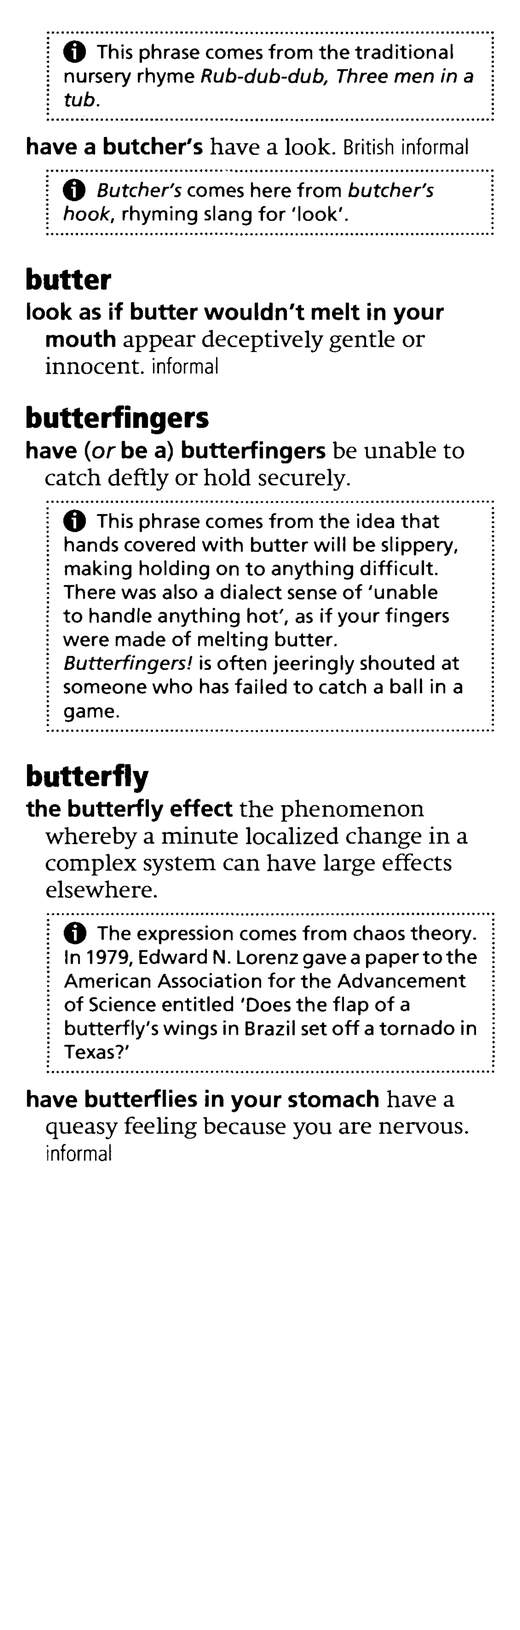 This phrase comes from the traditional
nursery rhyme Rub-dub-dub, Three men in a
tub.
have a butcher's have a look. British informal
Butcher's comes here from butcher's
hook, rhyming slang for 'look'.
butter
look as if butter wouldn't melt in your
mouth appear deceptively gentle or
innocent. informal
butterfingers
have (or be a) butterfingers be unable to
catch deftly or hold securely.
This phrase comes from the idea that
hands covered with butter will be slippery,
making holding on to anything difficult.
There was also a dialect sense of 'unable
to handle anything hot', as if your fingers
were made of melting butter.
Butterfingers! is often jeeringly shouted at
someone who has failed to catch a ball in a
game.
butterfly
the butterfly effect the phenomenon
whereby a minute localized change in a
complex system can have large effects
elsewhere.
The expression comes from chaos theory.
In 1979, Edward N. Lorenz gave a paper to the
American Association for the Advancement
of Science entitled 'Does the flap of a
butterfly's wings in Brazil set off a tornado in
Texas?'
have butterflies in your stomach have a
queasy feeling because you are nervous.
informal